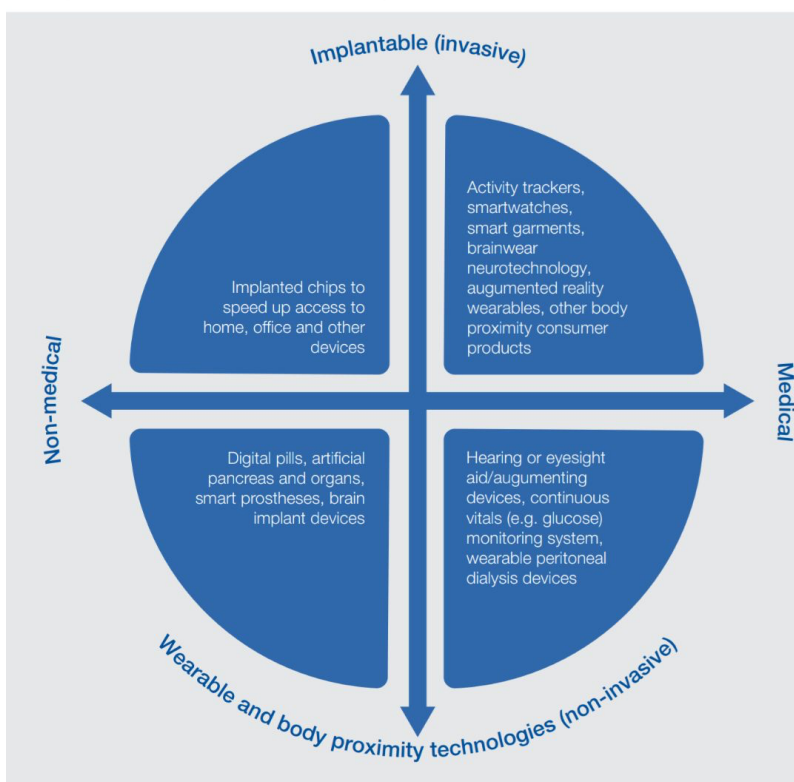 Implantable (invasive)
Activity trackers,
smartwatches,
smart garments,
brainwear
neurotechnology,
augumented reality
wearables, other body
proximity consumer
products
Implanted chips to
speed up access to
home, office and other
devices
Non-medical
Medical
Digital pills, artificial
pancreas and organs,
smart prostheses, brain
implant devices
Hearing or eyesight
aid/augumenting
devices, continuous
vitals (e.g. glucose)
monitoring system,
wearable peritoneal
dialysis devices
Wearable and body proximity technologies (non-invasive)